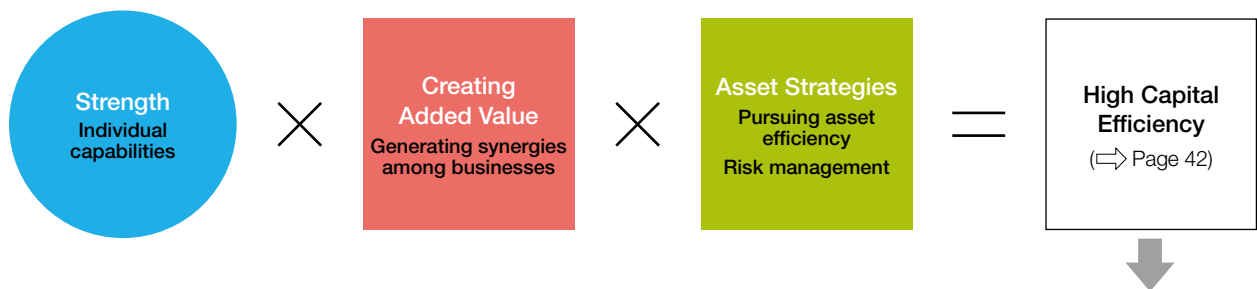 Strength
Individual
capabilities
×
Creating
Added Value
Generating synergies
among businesses
×
Asset Strategies
Pursuing asset
efficiency
Risk management
=
High Capital
Efficiency
(⇨ Page 42)